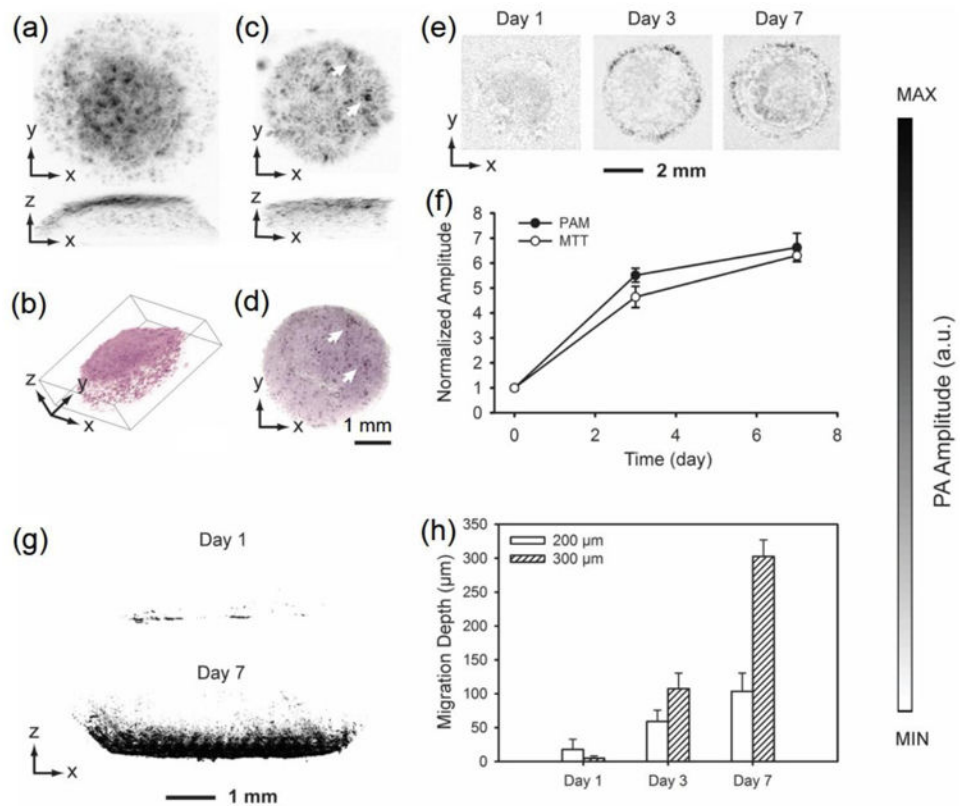 (a)
y
x
z
x
(b)
z
y
x
(c)
y
x
z
x
(d)
y
x
1 mm
(e)
Day 1 Day 3 Day 7
y
x
2 mm
(f)
PAM
MTT
Normalized Amplitude
8
7
6
5
4
3
2
1
0
0 2 4 6 8
Time (day)
(g)
Day 1
Day 7
z
x
1 mm
(h)
200 µm
300 µm
Migration Depth (µm)
350
300
250
200
150
100
50
0
Day 1 Day 3 Day 7
MAX
PA Amplitude (a.u.)
MIN